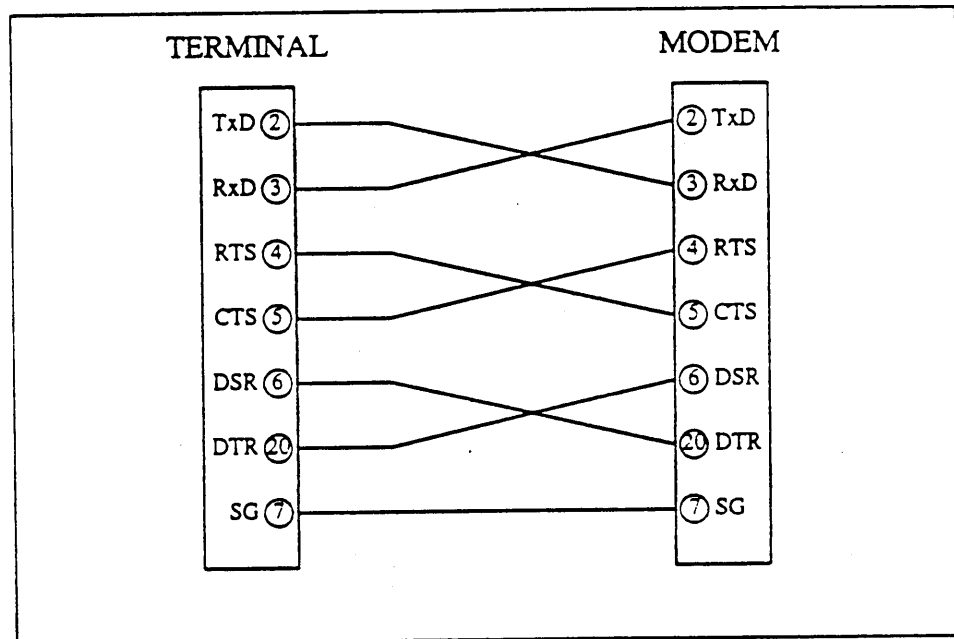 TERMINAL MODEM
TxD 2 2 TxD
RxD 3 3 RxD
RTS 4 4 RTS
CTS 5 5 CTS
DSR 6 6 DSR
DTR 20 20 DTR
SG 7 7 SG